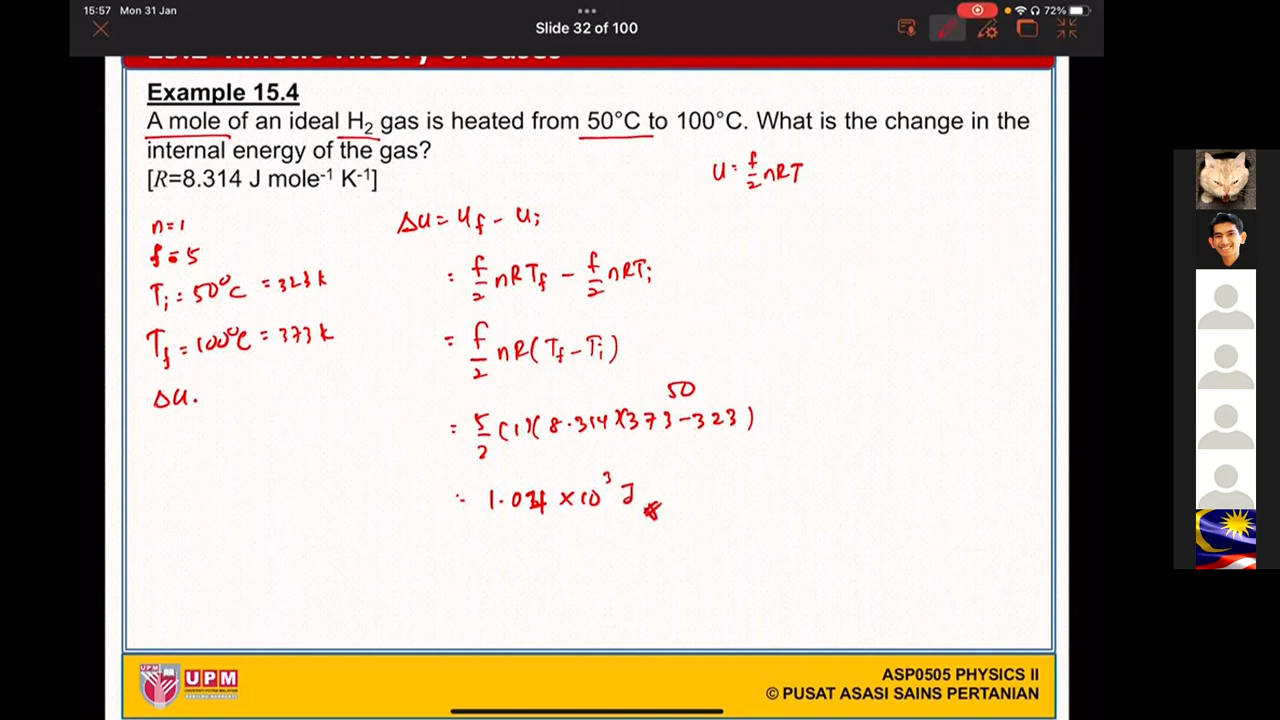 15:57 Mon 31 Jan
72%
Slide 32 of 100
Example 15.4
A mole of an ideal H₂ gas is heated from 50°C to 100°C. What is the change in the
internal energy of the gas?
[R=8.314 J mole⁻¹ K⁻¹]
U = f/2 nRT
n=1
f = 5
Ti = 50°C = 323 K
Tf = 100°C = 373 K
ΔU.
ΔU = Uf - Ui
= f/2 nRTf - f/2 nRTi
= f/2 nR(Tf - Ti)
50
= 5/2 (1)(8.314)(373-323)
UPM
UPM
ASP0505 PHYSICS II
© PUSAT ASASI SAINS PERTANIAN